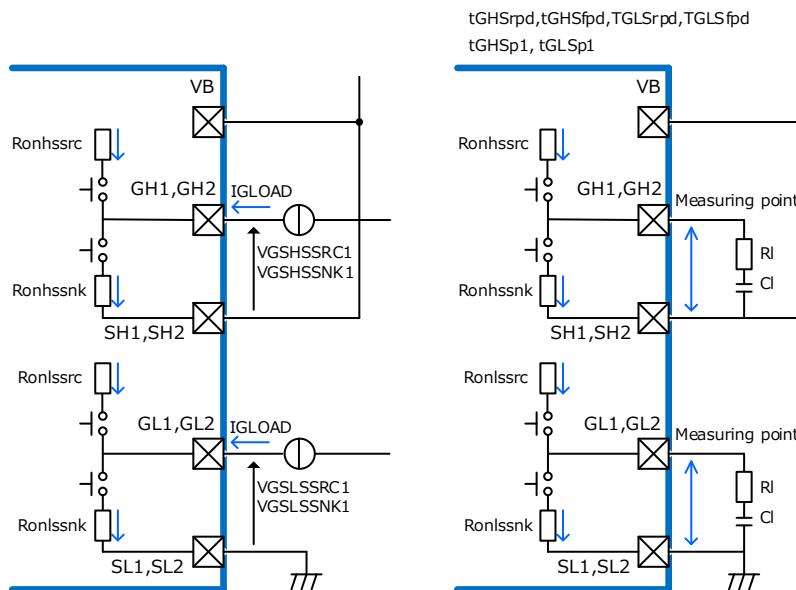 tGHSrpd,tGHSfpd,TGLSrpd,TGLSfpd
tGHSp1, tGLSp1
VB
Ronhssrc
GH1,GH2
IGLOAD
VGSHSSRC1
VGSHSSNK1
Ronhssnk
SH1,SH2
Ronlssrc
GL1,GL2
IGLOAD
VGSLSSRC1
VGSLSSNK1
Ronlssnk
SL1,SL2
VB
Ronhssrc
GH1,GH2
Measuring point
Rl
Cl
Ronhssnk
SH1,SH2
Ronlssrc
GL1,GL2
Measuring point
Rl
Cl
Ronlssnk
SL1,SL2